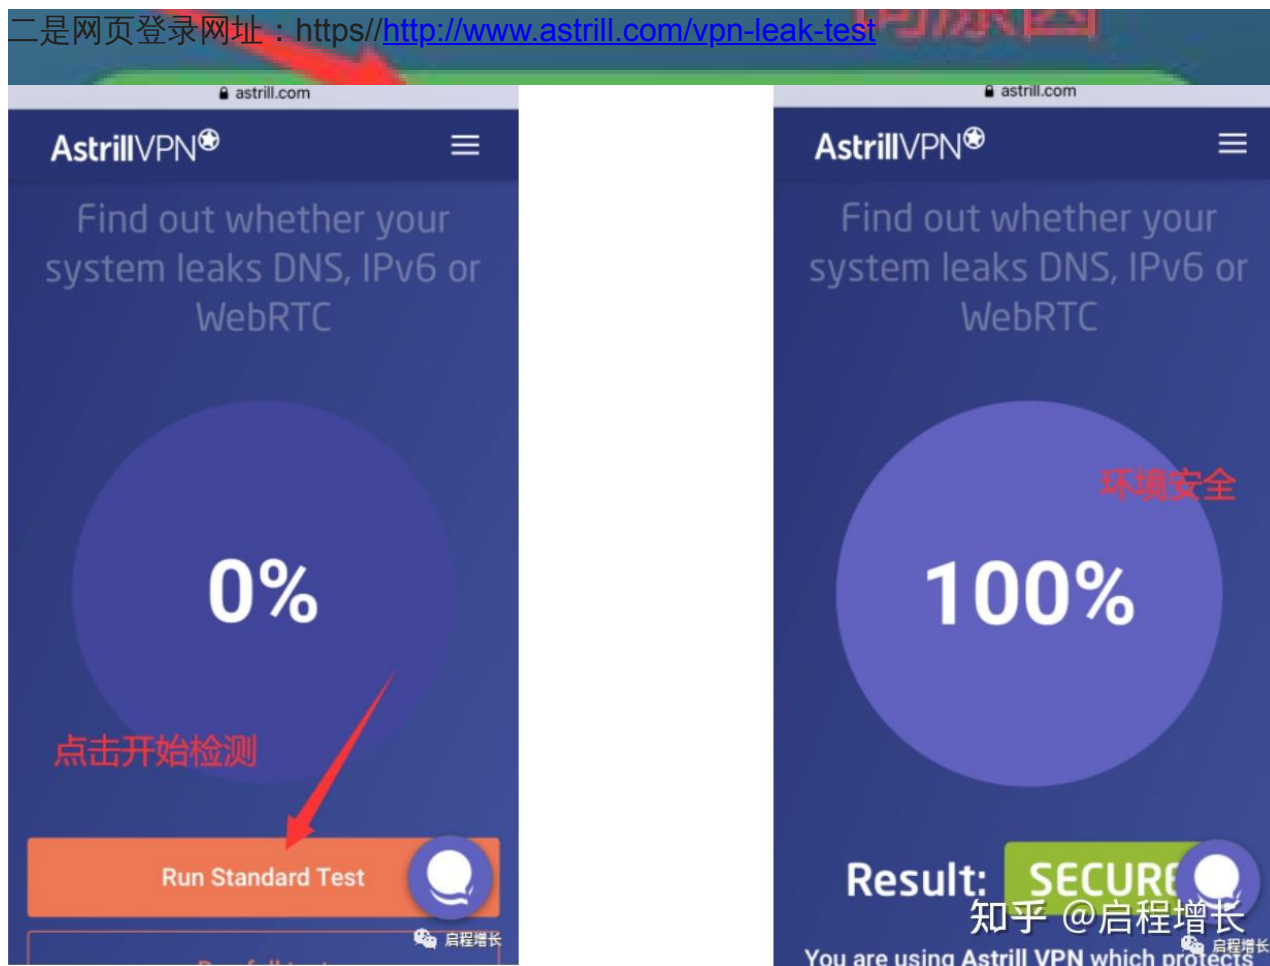 二是网页登录网址：https//http://www.astrill.com/vpn-leak-test
astrill.com
AstrillVPN
Find out whether your
system leaks DNS, IPv6 or
WebRTC
0%
点击开始检测
Run Standard Test
启程增长
astrill.com
AstrillVPN
Find out whether your
system leaks DNS, IPv6 or
WebRTC
环境安全
100%
Result: SECURE
知乎 @启程增长
启程增长
You are using Astrill VPN which protects